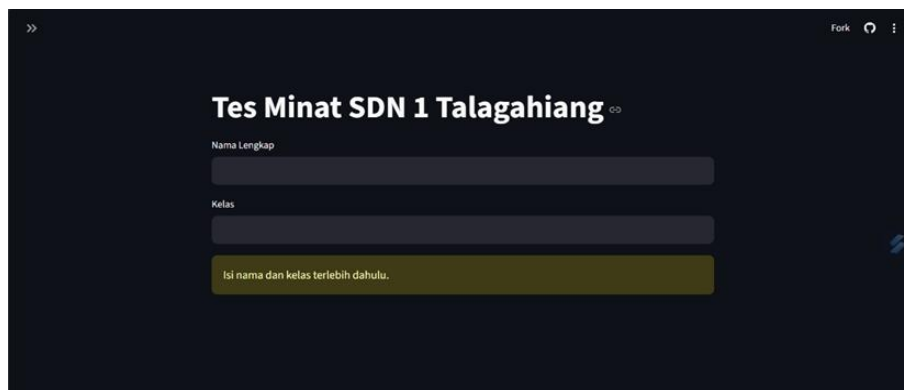 Fork
Tes Minat SDN 1 Talagahiang
Nama Lengkap
Kelas
Isi nama dan kelas terlebih dahulu.